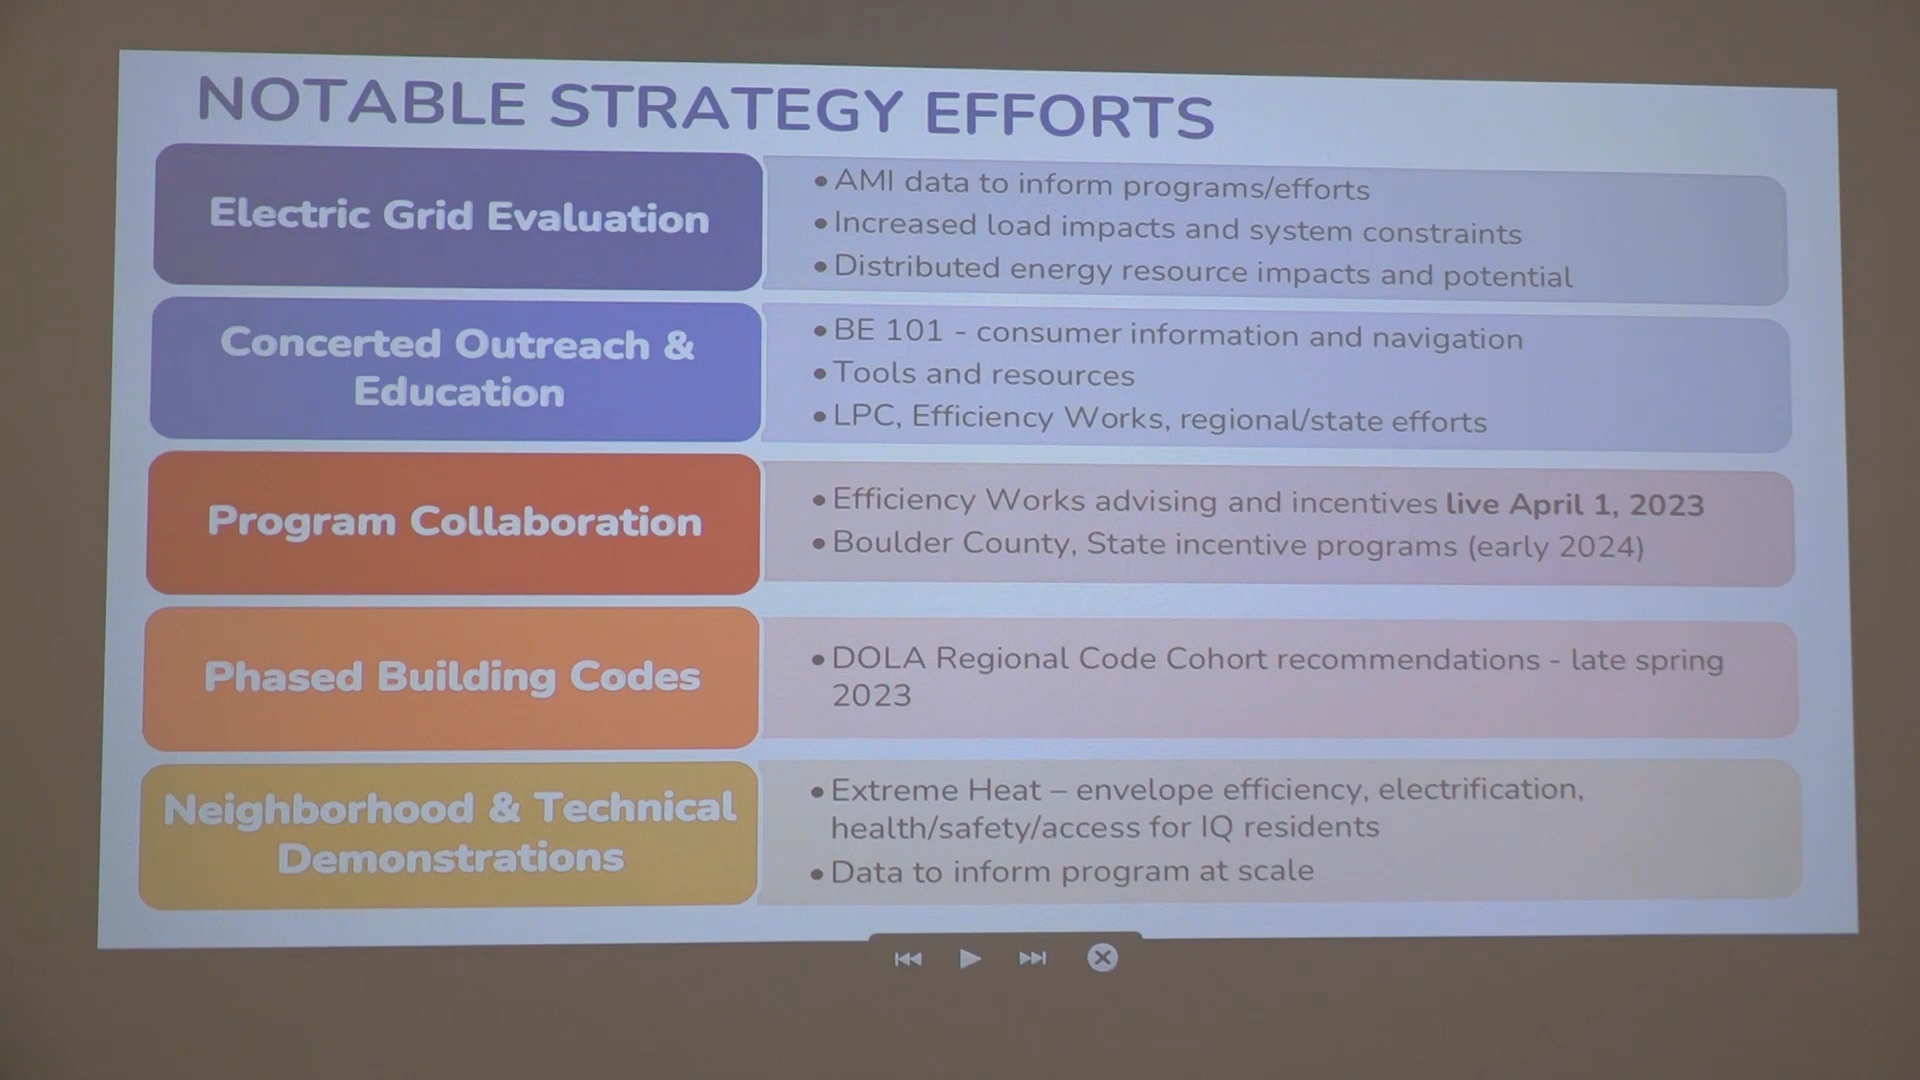 NOTABLE STRATEGY EFFORTS
Electric Grid Evaluation
• AMI data to inform programs/efforts
• Increased load impacts and system constraints
• Distributed energy resource impacts and potential
Concerted Outreach &
Education
• BE 101 - consumer information and navigation
• Tools and resources
• LPC, Efficiency Works, regional/state efforts
Program Collaboration
• Efficiency Works advising and incentives live April 1, 2023
• Boulder County, State incentive programs (early 2024)
Phased Building Codes
• DOLA Regional Code Cohort recommendations - late spring
2023
Neighborhood & Technical
Demonstrations
• Extreme Heat – envelope efficiency, electrification,
health/safety/access for IQ residents
• Data to inform program at scale